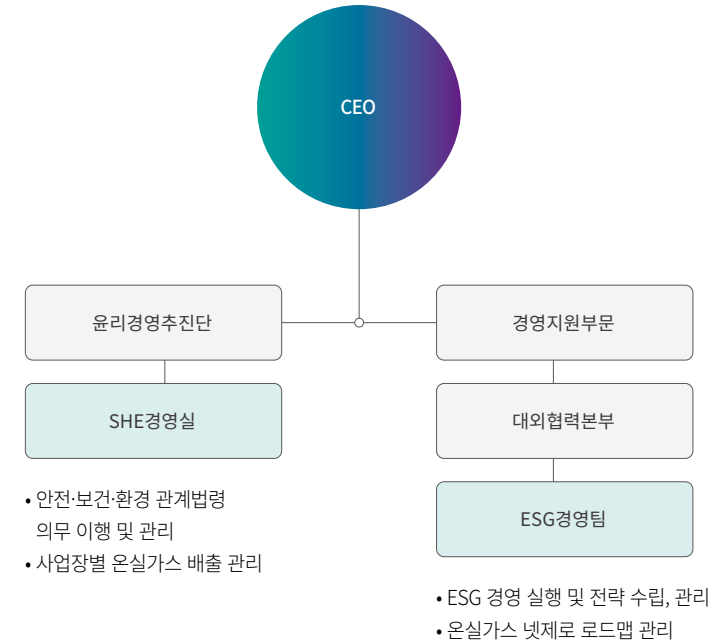 CEO
윤리경영추진단
경영지원부문
SHE경영실
대외협력본부
• 안전·보건·환경 관계법령
의무 이행 및 관리
• 사업장별 온실가스 배출 관리
ESG경영팀
• ESG 경영 실행 및 전략 수립, 관리
• 온실가스 넷제로 로드맵 관리